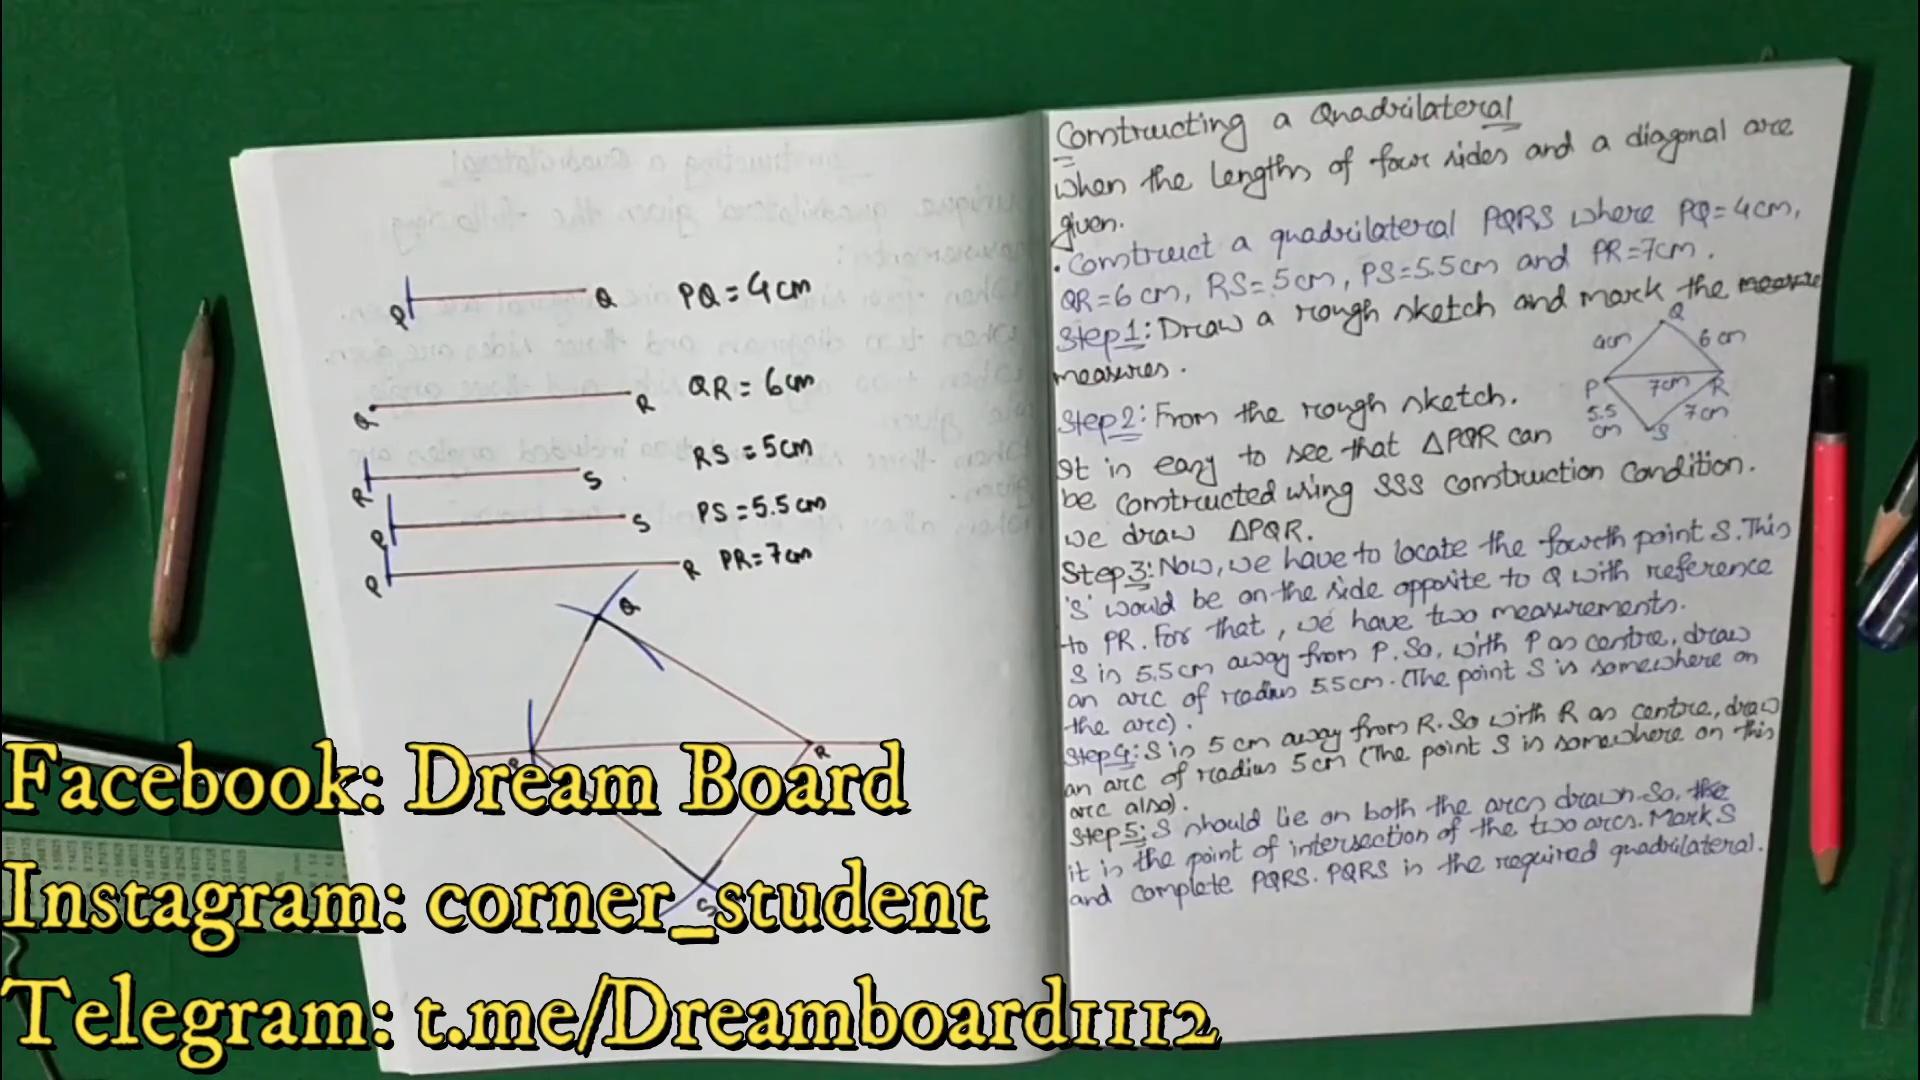 P Q PQ = 4cm
Q R QR = 6cm
R S RS = 5cm
P S PS = 5.5cm
P R PR = 7cm
Q
R
S
Constructing a Quadrilateral
when the lengths of four sides and a diagonal are
given.
• Construct a quadrilateral PQRS where PQ = 4cm,
QR = 6 cm, RS = 5cm, PS = 5.5cm and PR = 7cm.
Step 1: Draw a rough sketch and mark the measure
measures.
Q
4cm 6 cm
P 7cm R
5.5 cm 7cm
S
Step 2: From the rough sketch.
It is easy to see that ΔPQR can
be constructed using SSS construction condition.
we draw ΔPQR.
Step 3: Now, we have to locate the fourth point S. This
'S' would be on the side opposite to Q with reference
to PR. For that, we have two measurements.
S is 5.5cm away from P. So, with P as centre, draw
an arc of radius 5.5cm. (The point S is somewhere on
the arc).
Step 4: S is 5 cm away from R. So with R as centre, draw
an arc of radius 5cm (The point S is somewhere on this
arc also).
Step 5: S should lie on both the arcs drawn. So, the
it is the point of intersection of the two arcs. Mark S
and complete PQRS. PQRS is the required quadrilateral.
Facebook: Dream Board
Instagram: corner_student
Telegram: t.me/Dreamboard1112